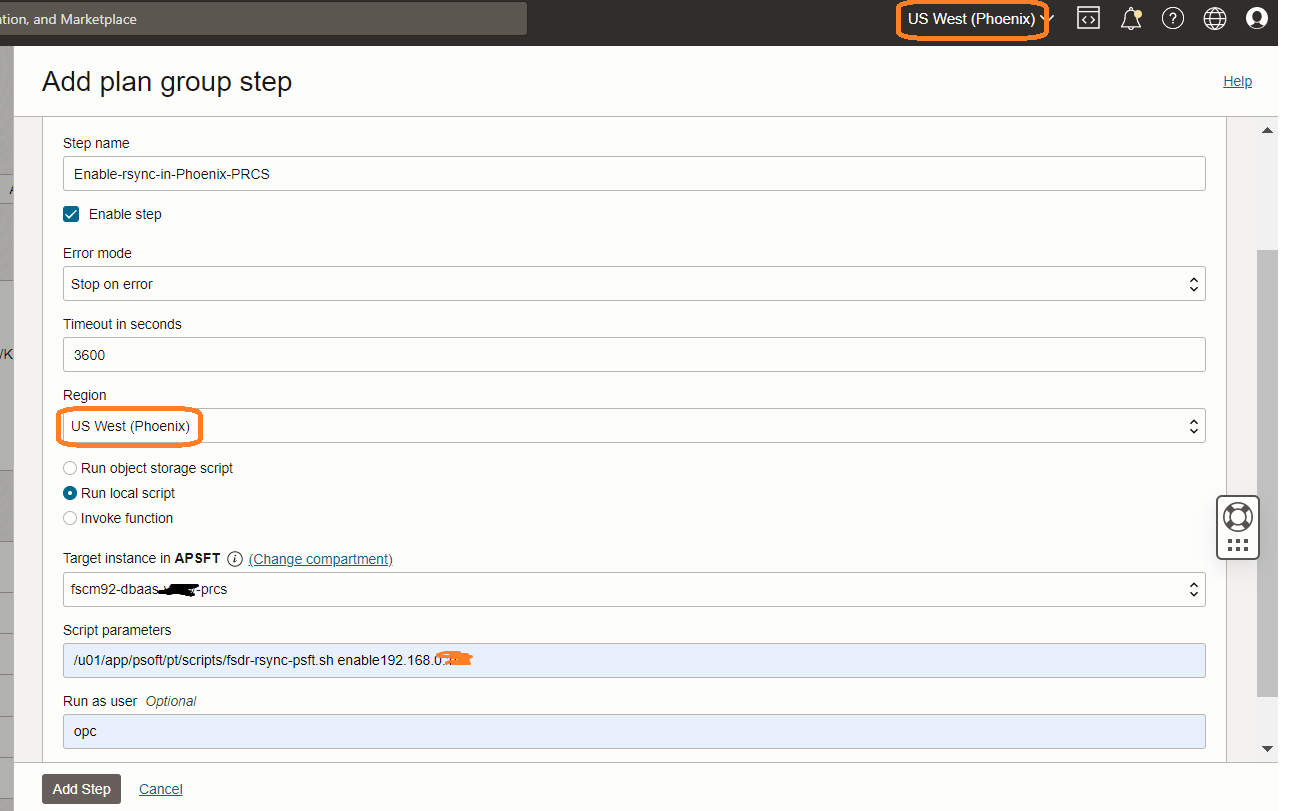 ation, and Marketplace
US West (Phoenix)
Add plan group step
Help
Step name
Enable-rsync-in-Phoenix-PRCS
Enable step
Error mode
Stop on error
Timeout in seconds
3600
Region
US West (Phoenix)
Run object storage script
Run local script
Invoke function
Target instance in APSFT (Change compartment)
fscm92-dbaas -prcs
Script parameters
/u01/app/psoft/pt/scripts/fsdr-rsync-psft.sh enable192.168.0.
Run as user Optional
opc
Add Step
Cancel
/K